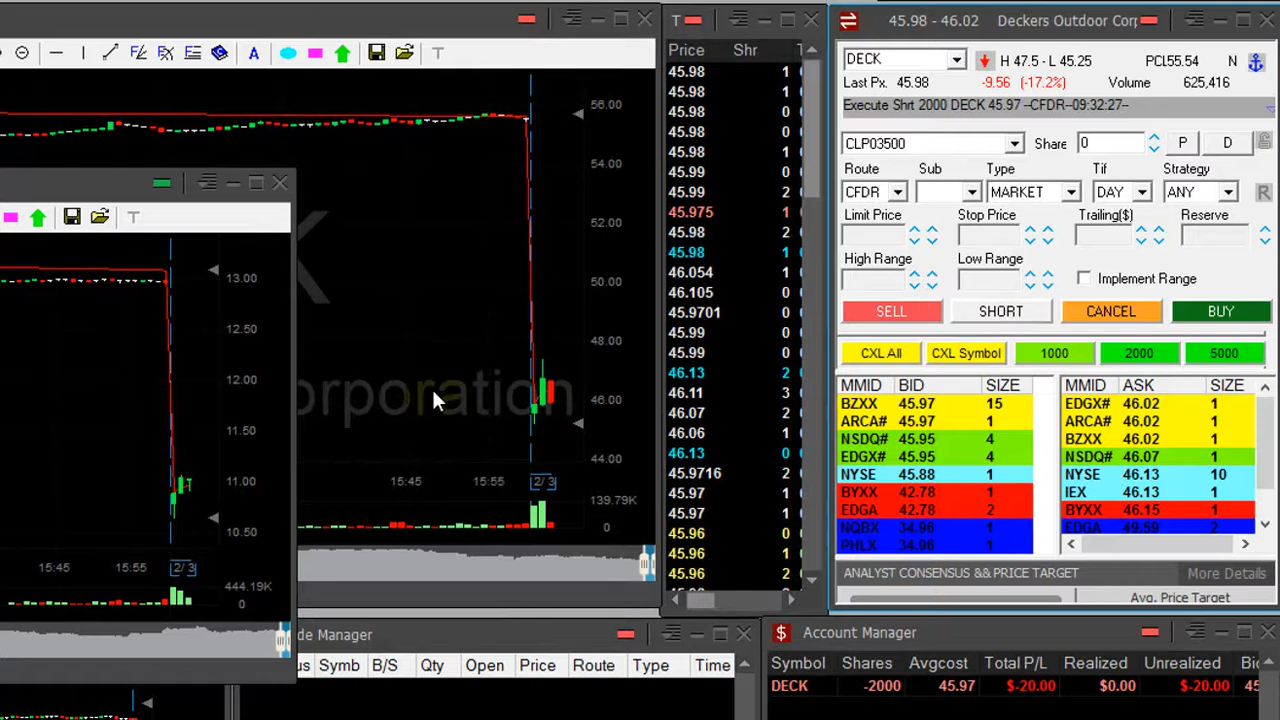 45.98 - 46.02 Deckers Outdoor Corp
DECK
H 47.5 - L 45.25 PCL55.54 N
Last Px. 45.98 -9.56 (-17.2%) Volume 625,416
Execute Shrt 2000 DECK 45.97 --CFDR--09:32:27--
CLP03500 Share 0 P D
Route Sub Type Tif Strategy
CFDR MARKET DAY ANY R
Limit Price Stop Price Trailing($) Reserve
High Range Low Range
Implement Range
SELL SHORT CANCEL BUY
CXL All CXL Symbol 1000 2000 5000
MMID BID SIZE MMID ASK SIZE
BZXX 45.97 15 EDGX# 46.02 1
ARCA# 45.97 1 ARCA# 46.02 1
NSDQ# 45.95 4 BZXX 46.02 1
EDGX# 45.95 4 NSDQ# 46.07 1
NYSE 45.88 1 NYSE 46.13 10
BYXX 42.78 1 IEX 46.13 1
EDGA 42.78 2 BYXX 46.15 1
NQBX 34.96 1 EDGA 49.59 2
PHLX 34.96 1
ANALYST CONSENSUS && PRICE TARGET More Details
Avg. Price Target
T
Price Shr
45.98 1
45.98 1
45.98 0
45.98 0
45.98 1
45.99 0
45.99 2
45.975 1
45.98 2
45.98 1
46.054 1
46.105 1
45.9701 1
45.99 0
45.99 0
46.13 2
46.11 3
46.07 2
46.06 1
46.13 0
45.9716 2
45.97 1
45.97 1
45.96 0
45.96 1
45.96 2
A T
56.00
54.00
52.00
50.00
48.00
46.00
44.00
K
orporation
15:45 15:55 2/ 3
139.79K
0
T
13.00
12.50
12.00
11.50
11.00
10.50
15:45 15:55 2/ 3
444.19K
0
de Manager
us Symb B/S Qty Open Price Route Type Time
$ Account Manager
Symbol Shares Avgcost Total P/L Realized Unrealized
DECK -2000 45.97 $-20.00 $0.00 $-20.00 45